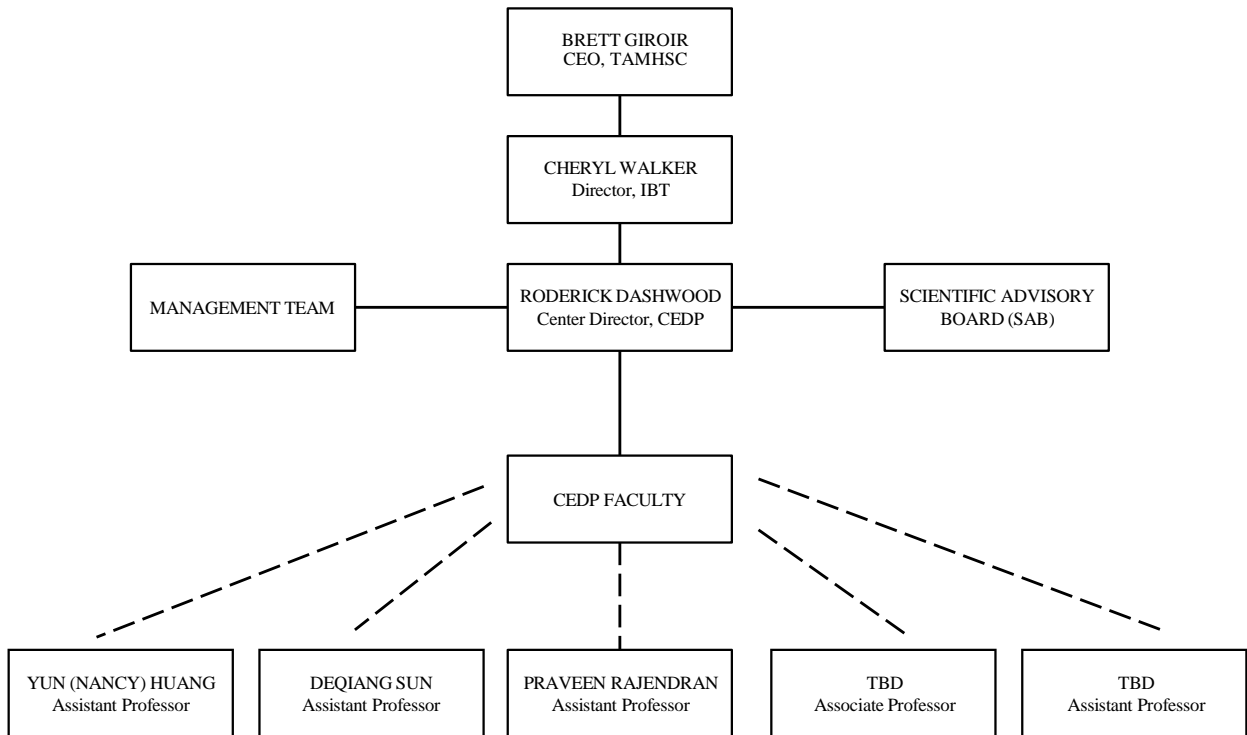 BRETT GIROIR
CEO, TAMHSC
CHERYL WALKER
Director, IBT
MANAGEMENT TEAM
RODERICK DASHWOOD
Center Director, CEDP
SCIENTIFIC ADVISORY
BOARD (SAB)
CEDP FACULTY
YUN (NANCY) HUANG
Assistant Professor
DEQIANG SUN
Assistant Professor
PRAVEEN RAJENDRAN
Assistant Professor
TBD
Associate Professor
TBD
Assistant Professor